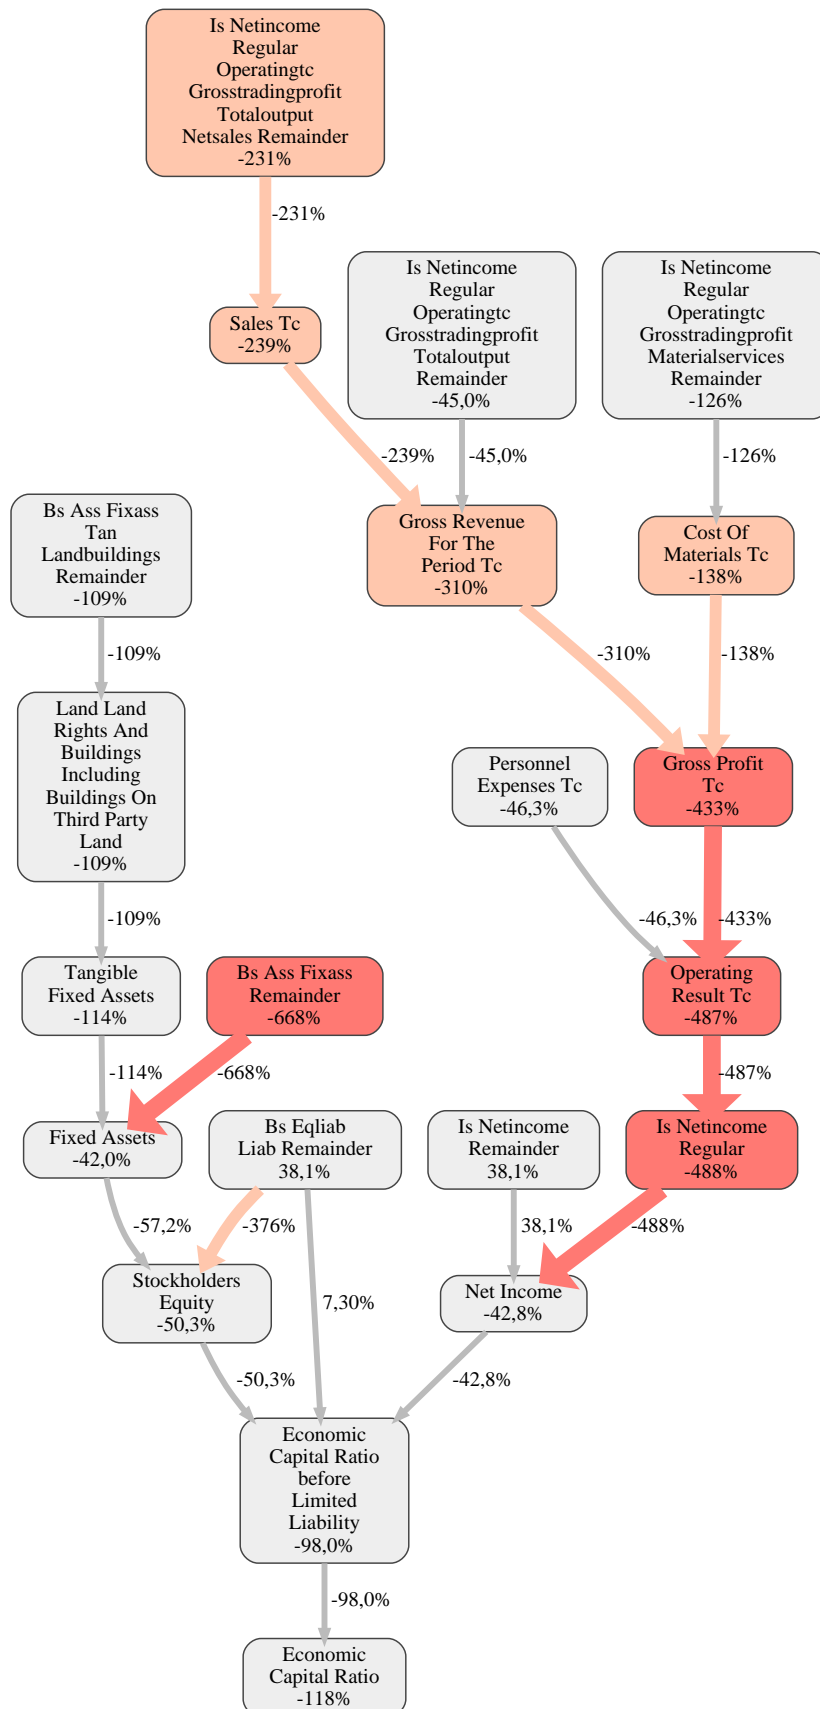 Is Netincome
Regular
Operatingtc
Grosstradingprofit
Totaloutput
Netsales Remainder
-231%
-231%
Sales Tc
-239%
Is Netincome
Regular
Operatingtc
Grosstradingprofit
Totaloutput
Remainder
-45,0%
Is Netincome
Regular
Operatingtc
Grosstradingprofit
Materialservices
Remainder
-126%
-239%
-45,0%
-126%
Bs Ass Fixass
Tan
Landbuildings
Remainder
-109%
Gross Revenue
For The
Period Tc
-310%
Cost Of
Materials Tc
-138%
-109%
-310%
-138%
Land Land
Rights And
Buildings
Including
Buildings On
Third Party
Land
-109%
Personnel
Expenses Tc
-46,3%
Gross Profit
Tc
-433%
-109%
-46,3%
-433%
Tangible
Fixed Assets
-114%
Bs Ass Fixass
Remainder
-668%
Operating
Result Tc
-487%
-114%
-668%
-487%
Fixed Assets
-42,0%
Bs Eqliab
Liab Remainder
38,1%
Is Netincome
Remainder
38,1%
Is Netincome
Regular
-488%
-57,2%
-376%
38,1%
-488%
Stockholders
Equity
-50,3%
7,30%
Net Income
-42,8%
-50,3%
-42,8%
Economic
Capital Ratio
before
Limited
Liability
-98,0%
-98,0%
Economic
Capital Ratio
-118%